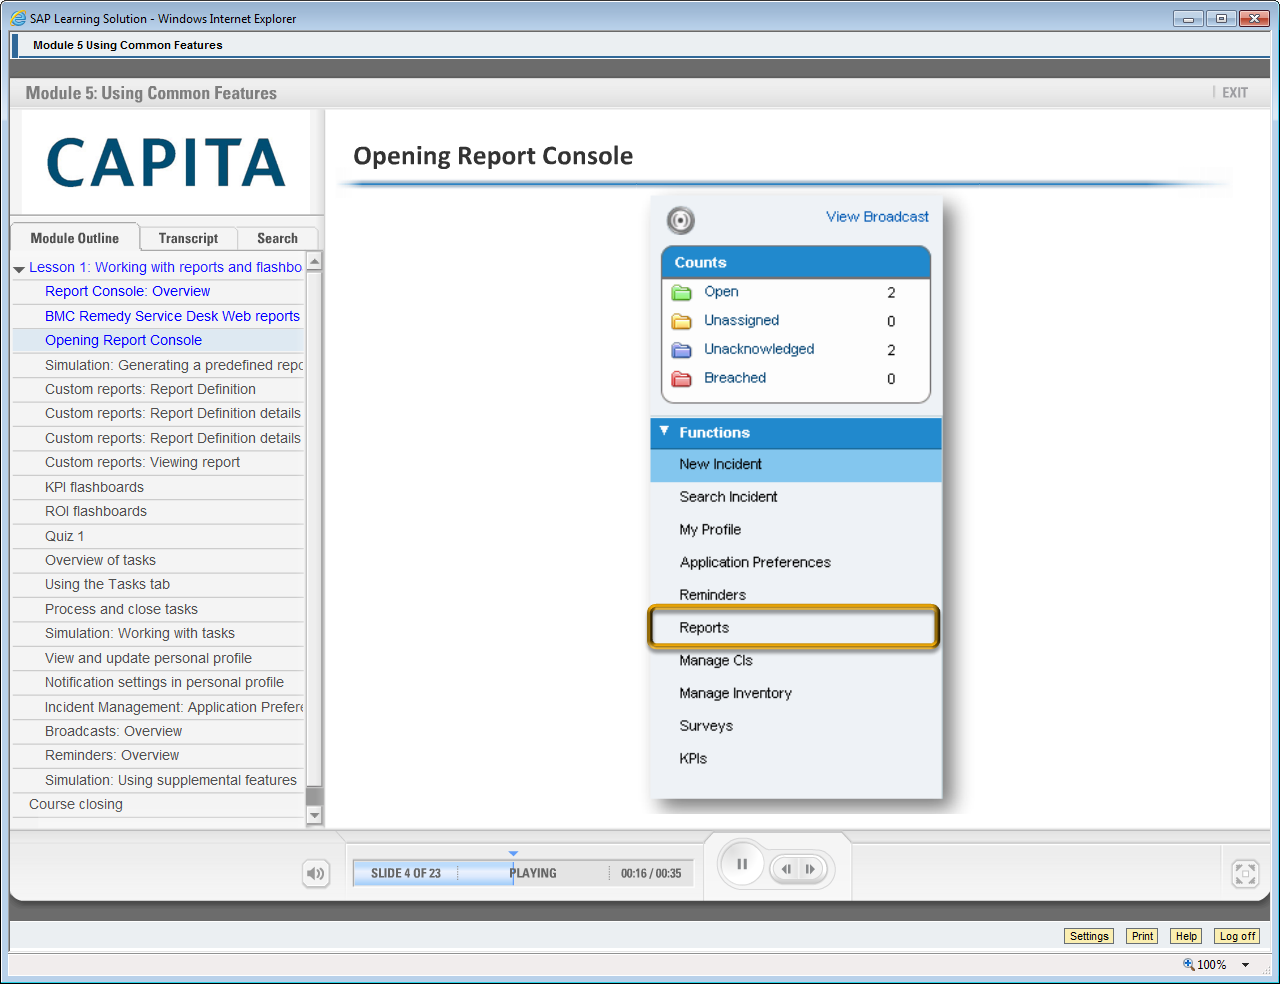 SAP Learning Solution - Windows Internet Explorer
Module 5 Using Common Features
Module 5: Using Common Features
EXIT
CAPITA
Module Outline
Transcript
Search
Lesson 1: Working with reports and flashbo
Report Console: Overview
BMC Remedy Service Desk Web reports
Opening Report Console
Simulation: Generating a predefined repo
Custom reports: Report Definition
Custom reports: Report Definition details
Custom reports: Report Definition details
Custom reports: Viewing report
KPI flashboards
ROI flashboards
Quiz 1
Overview of tasks
Using the Tasks tab
Process and close tasks
Simulation: Working with tasks
View and update personal profile
Notification settings in personal profile
Incident Management: Application Prefere
Broadcasts: Overview
Reminders: Overview
Simulation: Using supplemental features
Course closing
Opening Report Console
View Broadcast
Counts
Open 2
Unassigned 0
Unacknowledged 2
Breached 0
Functions
New Incident
Search Incident
My Profile
Application Preferences
Reminders
Reports
Manage CIs
Manage Inventory
Surveys
KPIs
SLIDE 4 OF 23
PLAYING
00:16 / 00:35
Settings
Print
Help
Log off
100%